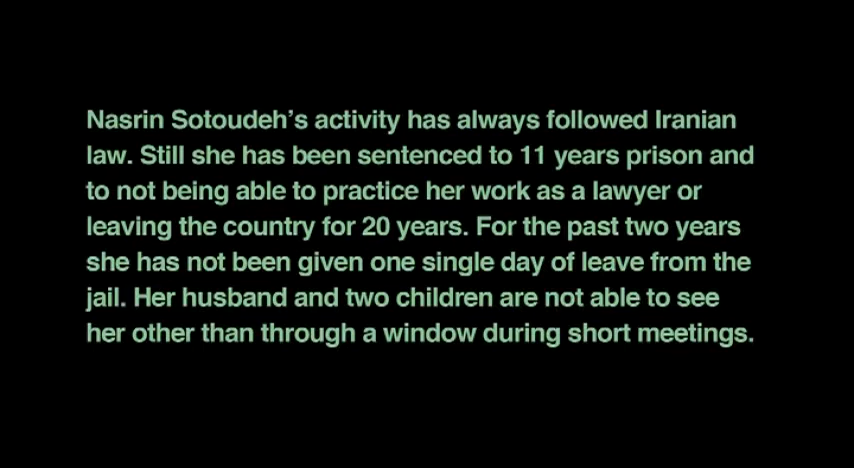 Nasrin Sotoudeh’s activity has always followed Iranian
law. Still she has been sentenced to 11 years prison and
to not being able to practice her work as a lawyer or
leaving the country for 20 years. For the past two years
she has not been given one single day of leave from the
jail. Her husband and two children are not able to see
her other than through a window during short meetings.